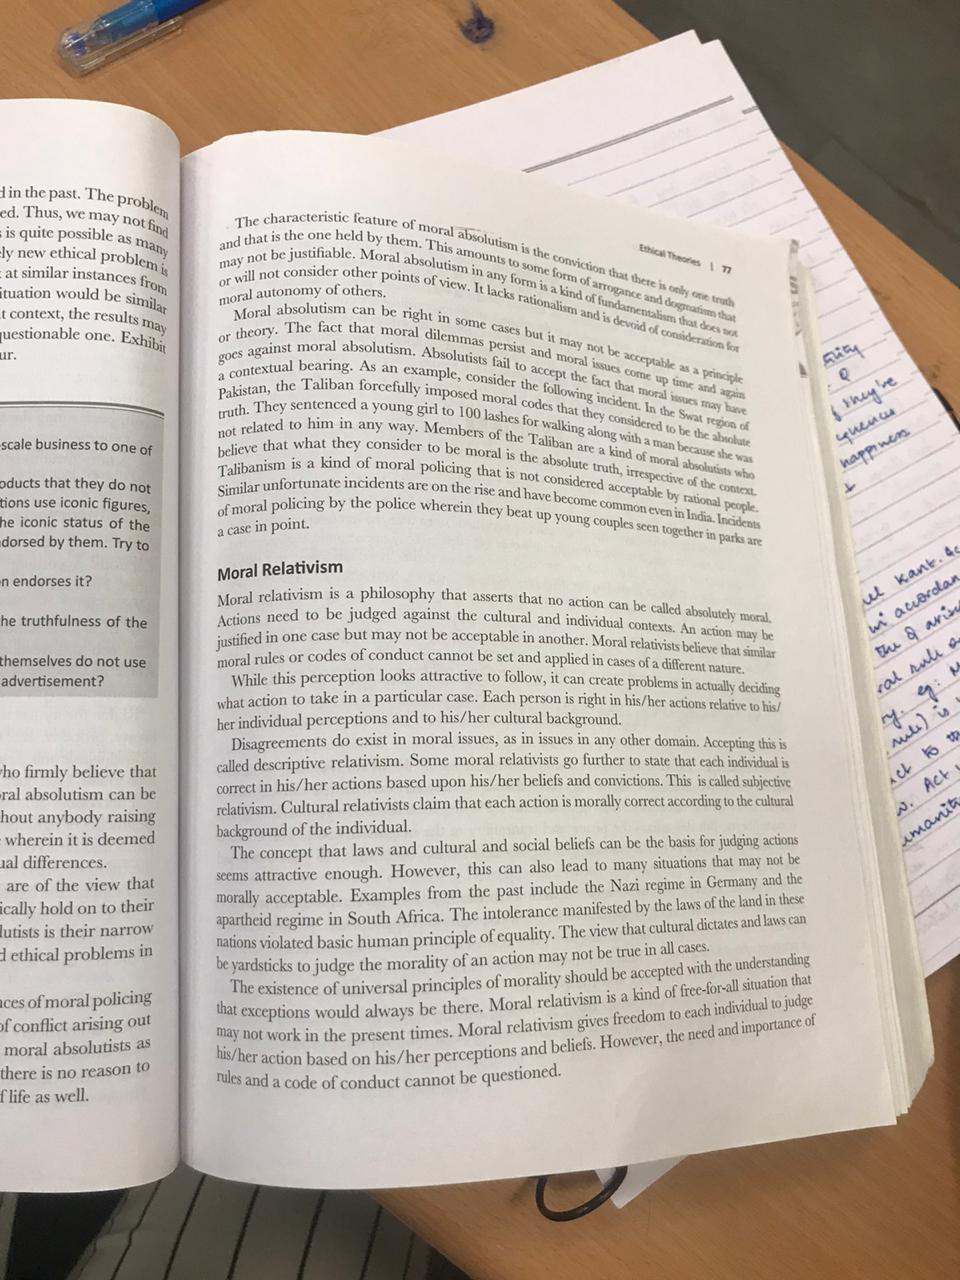 d in the past. The problem
ed. Thus, we may not find
s is quite possible as many
ely new ethical problem is
at similar instances from
ituation would be similar
t context, the results may
questionable one. Exhibit
ur.
-scale business to one of
oducts that they do not
tions use iconic figures,
he iconic status of the
dorsed by them. Try to
n endorses it?
he truthfulness of the
themselves do not use
advertisement?
who firmly believe that
oral absolutism can be
hout anybody raising
wherein it is deemed
ual differences.
are of the view that
ically hold on to their
lutists is their narrow
d ethical problems in
nces of moral policing
of conflict arising out
moral absolutists as
there is no reason to
f life as well.
Ethical Theories | 77
The characteristic feature of moral absolutism is the conviction that there is only one truth
and that is the one held by them. This amounts to some form of arrogance and dogmatism that
may not be justifiable. Moral absolutism in any form is a kind of fundamentalism that does not
or will not consider other points of view. It lacks rationalism and is devoid of consideration for
moral autonomy of others.
Moral absolutism can be right in some cases but it may not be acceptable as a principle
or theory. The fact that moral dilemmas persist and moral issues come up time and again
goes against moral absolutism. Absolutists fail to accept the fact that moral issues may have
a contextual bearing. As an example, consider the following incident. In the Swat region of
Pakistan, the Taliban forcefully imposed moral codes that they considered to be the absolute
truth. They sentenced a young girl to 100 lashes for walking along with a man because she was
not related to him in any way. Members of the Taliban are a kind of moral absolutists who
believe that what they consider to be moral is the absolute truth, irrespective of the context.
Talibanism is a kind of moral policing that is not considered acceptable by rational people.
Similar unfortunate incidents are on the rise and have become common even in India. Incidents
of moral policing by the police wherein they beat up young couples seen together in parks are
a case in point.
Moral Relativism
Moral relativism is a philosophy that asserts that no action can be called absolutely moral.
Actions need to be judged against the cultural and individual contexts. An action may be
justified in one case but may not be acceptable in another. Moral relativists believe that similar
moral rules or codes of conduct cannot be set and applied in cases of a different nature.
While this perception looks attractive to follow, it can create problems in actually deciding
what action to take in a particular case. Each person is right in his/her actions relative to his/
her individual perceptions and to his/her cultural background.
Disagreements do exist in moral issues, as in issues in any other domain. Accepting this is
called descriptive relativism. Some moral relativists go further to state that each individual is
correct in his/her actions based upon his/her beliefs and convictions. This is called subjective
relativism. Cultural relativists claim that each action is morally correct according to the cultural
background of the individual.
The concept that laws and cultural and social beliefs can be the basis for judging actions
seems attractive enough. However, this can also lead to many situations that may not be
morally acceptable. Examples from the past include the Nazi regime in Germany and the
apartheid regime in South Africa. The intolerance manifested by the laws of the land in these
nations violated basic human principle of equality. The view that cultural dictates and laws can
be yardsticks to judge the morality of an action may not be true in all cases.
The existence of universal principles of morality should be accepted with the understanding
that exceptions would always be there. Moral relativism is a kind of free-for-all situation that
may not work in the present times. Moral relativism gives freedom to each individual to judge
his/her action based on his/her perceptions and beliefs. However, the need and importance of
rules and a code of conduct cannot be questioned.
they're
happiness
Kant.
accordan
the
rule
eg: M
rule) is
ct to th
Act
umanity